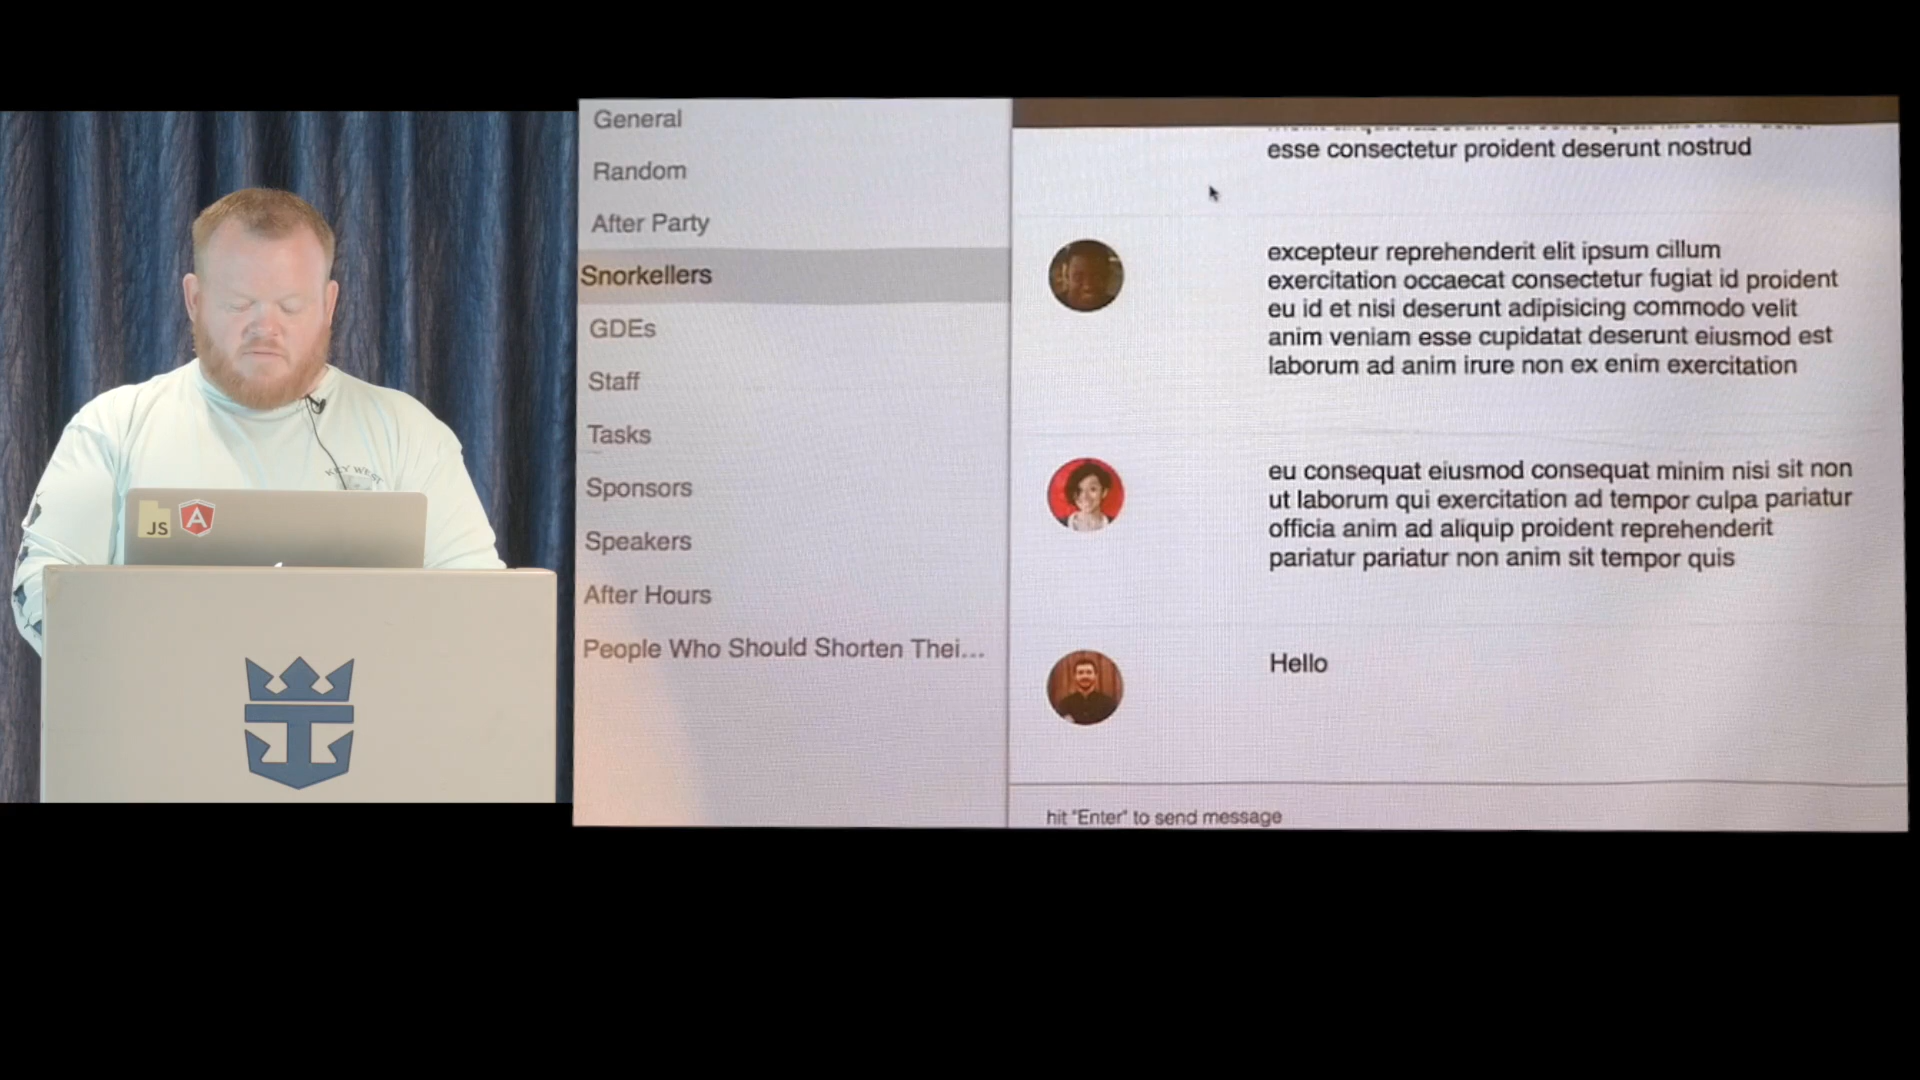 KEY WEST
JS
A
General
Random
After Party
Snorkellers
GDEs
Staff
Tasks
Sponsors
Speakers
After Hours
People Who Should Shorten Thei...
esse consectetur proident deserunt nostrud
excepteur reprehenderit elit ipsum cillum
exercitation occaecat consectetur fugiat id proident
eu id et nisi deserunt adipisicing commodo velit
anim veniam esse cupidatat deserunt eiusmod est
laborum ad anim irure non ex enim exercitation
eu consequat eiusmod consequat minim nisi sit non
ut laborum qui exercitation ad tempor culpa pariatur
officia anim ad aliquip proident reprehenderit
pariatur pariatur non anim sit tempor quis
Hello
hit "Enter" to send message